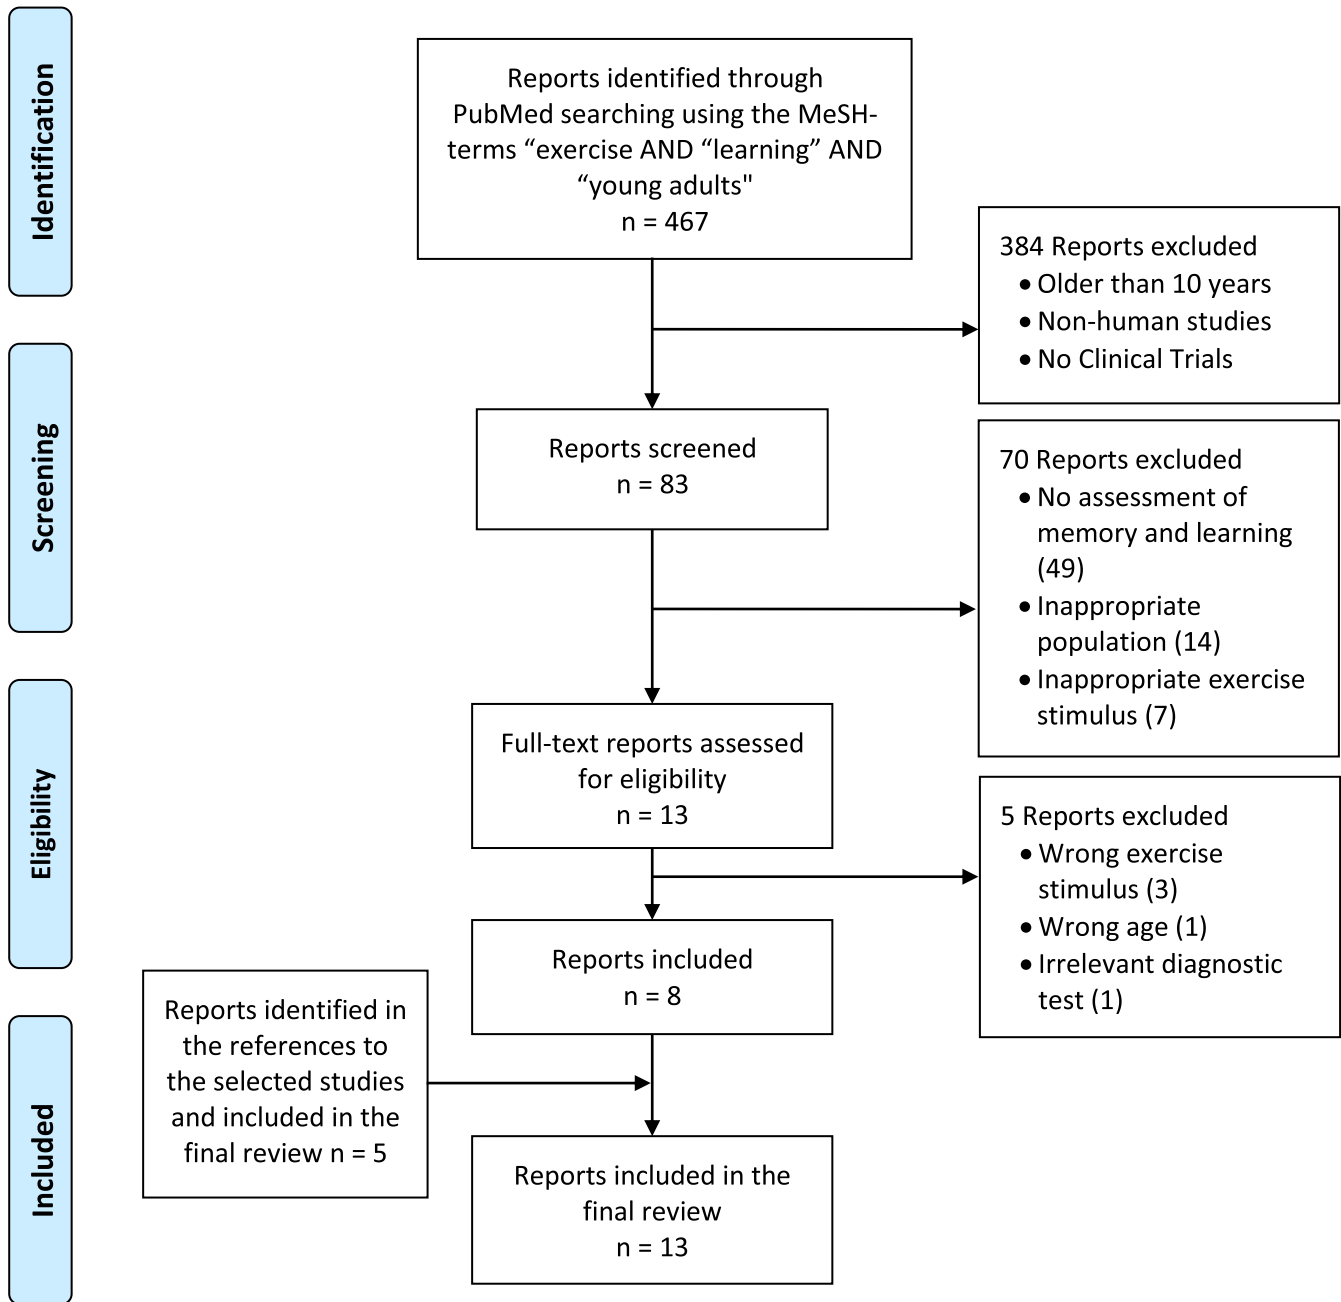 Identification
Reports identified through
PubMed searching using the MeSH-
terms “exercise AND “learning” AND
“young adults"
n = 467
384 Reports excluded
• Older than 10 years
• Non-human studies
• No Clinical Trials
Screening
Reports screened
n = 83
70 Reports excluded
• No assessment of
memory and learning
(49)
• Inappropriate
population (14)
• Inappropriate exercise
stimulus (7)
Eligibility
Full-text reports assessed
for eligibility
n = 13
5 Reports excluded
• Wrong exercise
stimulus (3)
• Wrong age (1)
• Irrelevant diagnostic
test (1)
Reports included
n = 8
Included
Reports identified in
the references to
the selected studies
and included in the
final review n = 5
Reports included in the
final review
n = 13